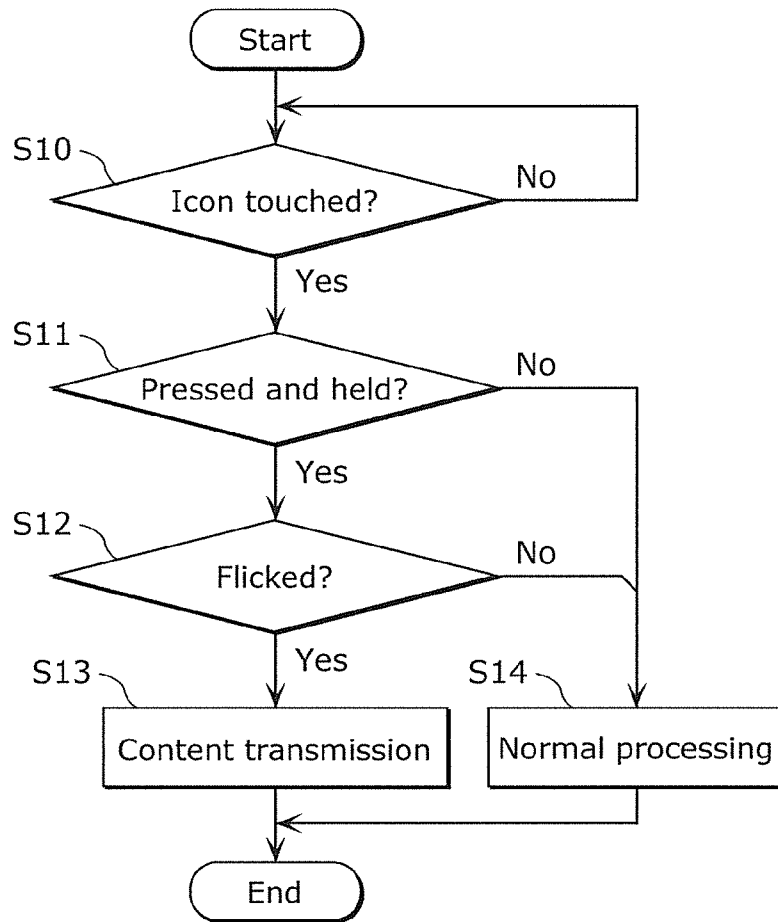 Start
S10
Icon touched?
No
Yes
S11
Pressed and held?
No
Yes
S12
Flicked?
No
Yes
S13
Content transmission
S14
Normal processing
End